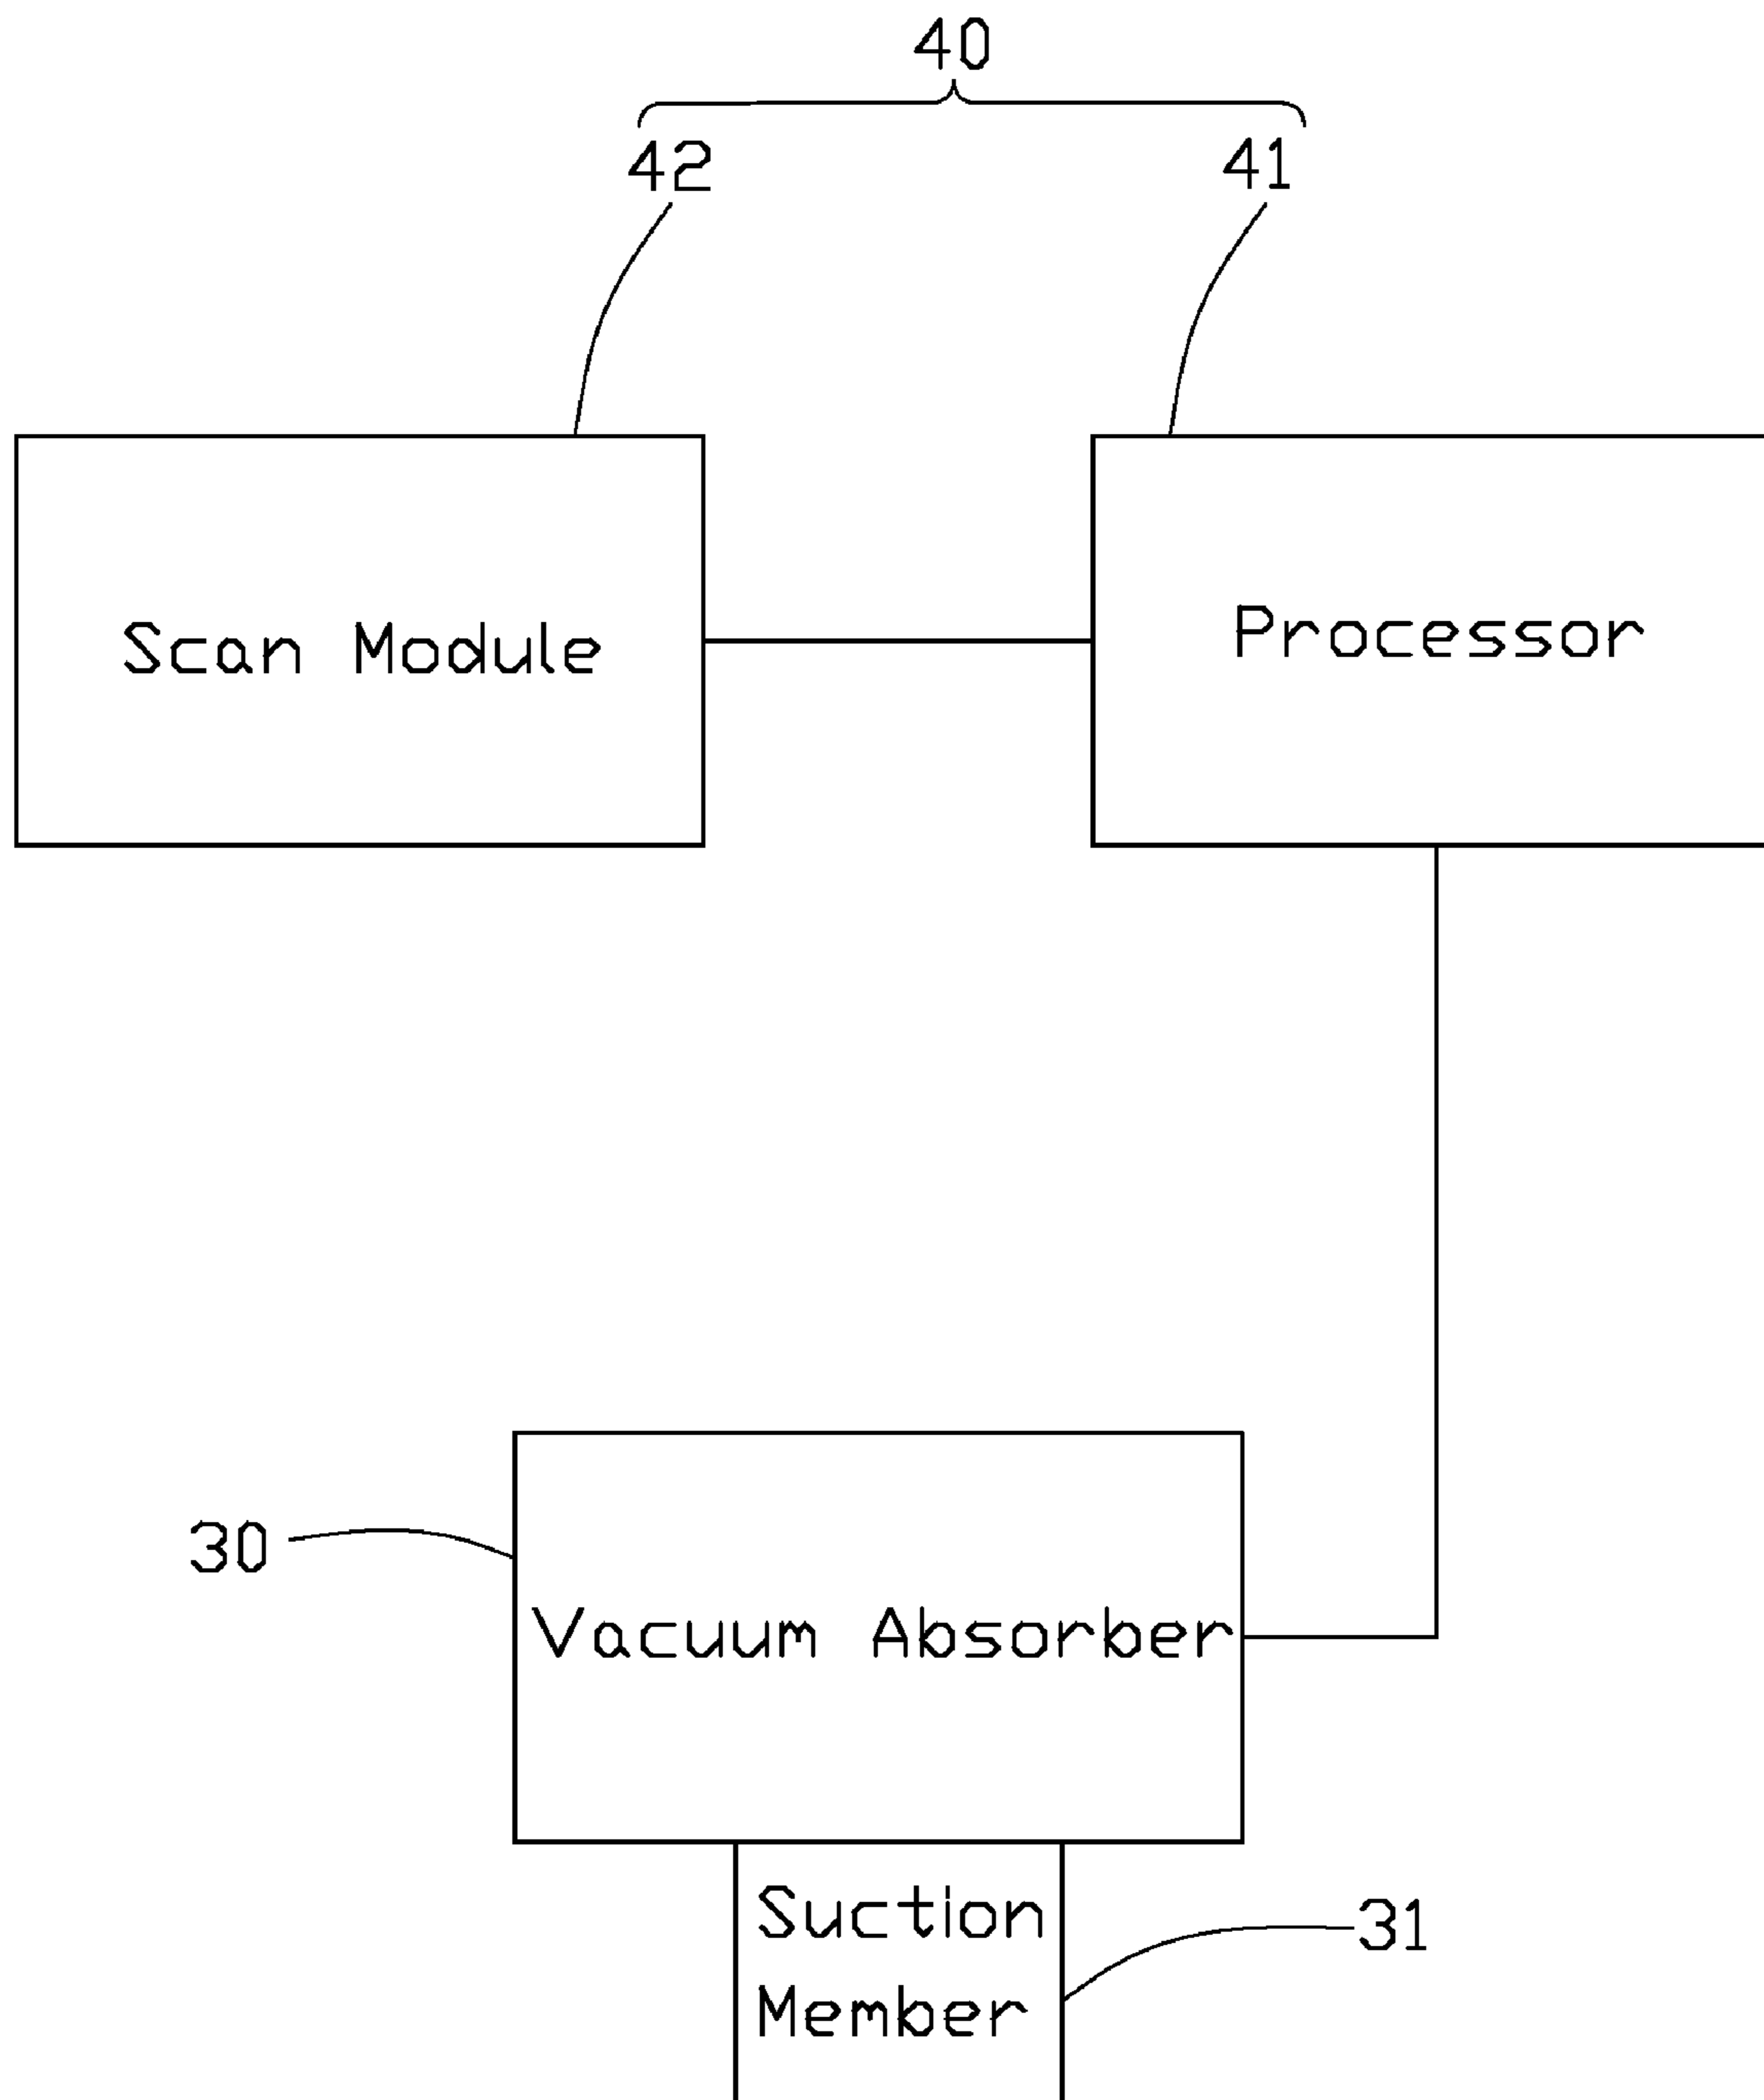 40
42
41
Scan Module
Processor
30
Vacuum Absorber
Suction
Member
31